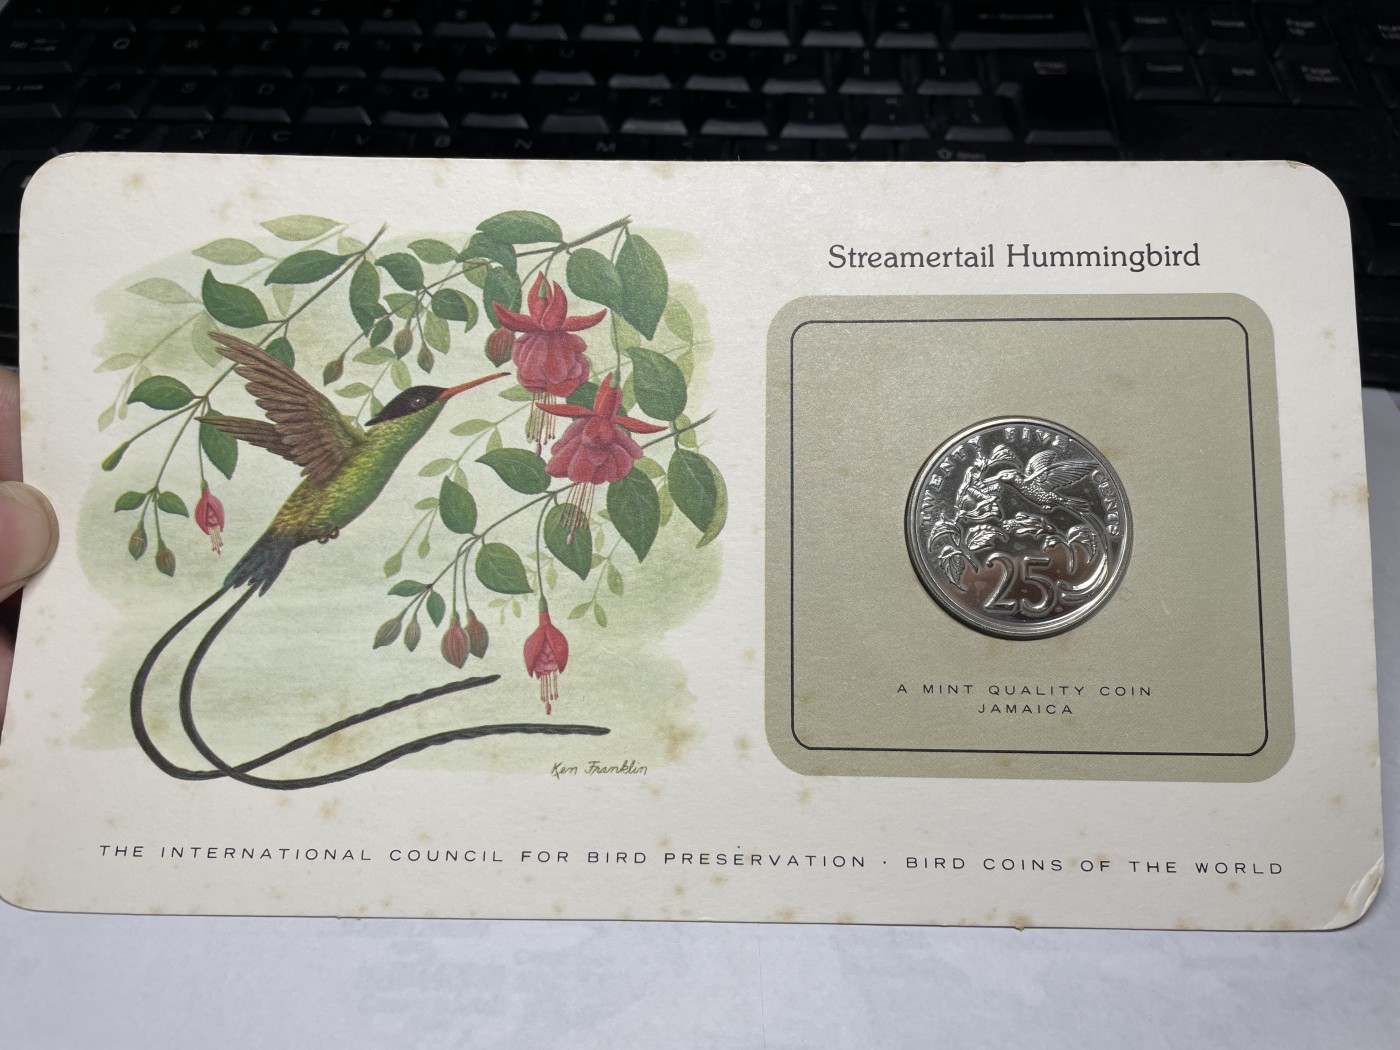 Streamertail Hummingbird
TWENTY FIVE CENTS
25
A MINT QUALITY COIN
JAMAICA
Ken Franklin
THE INTERNATIONAL COUNCIL FOR BIRD PRESERVATION · BIRD COINS OF THE WORLD